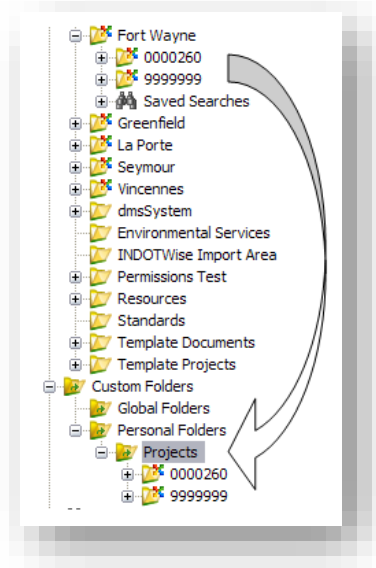 Fort Wayne
0000260
9999999
Saved Searches
Greenfield
La Porte
Seymour
Vincennes
dmsSystem
Environmental Services
INDOTWise Import Area
Permissions Test
Resources
Standards
Template Documents
Template Projects
Custom Folders
Global Folders
Personal Folders
Projects
0000260
9999999